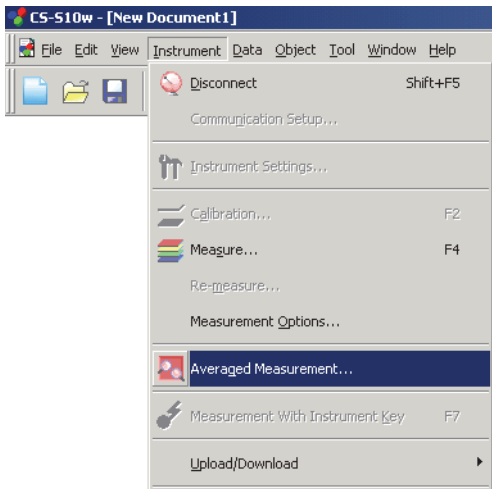 CS-S10w - [New Document1]
File Edit View Instrument Data Object Tool Window Help
Disconnect Shift+F5
Communication Setup...
Instrument Settings...
Calibration... F2
Measure... F4
Re-measure...
Measurement Options...
Averaged Measurement...
Measurement With Instrument Key F7
Upload/Download